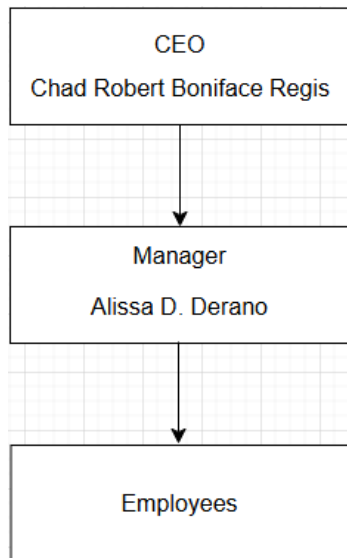 CEO
Chad Robert Boniface Regis
Manager
Alissa D. Derano
Employees